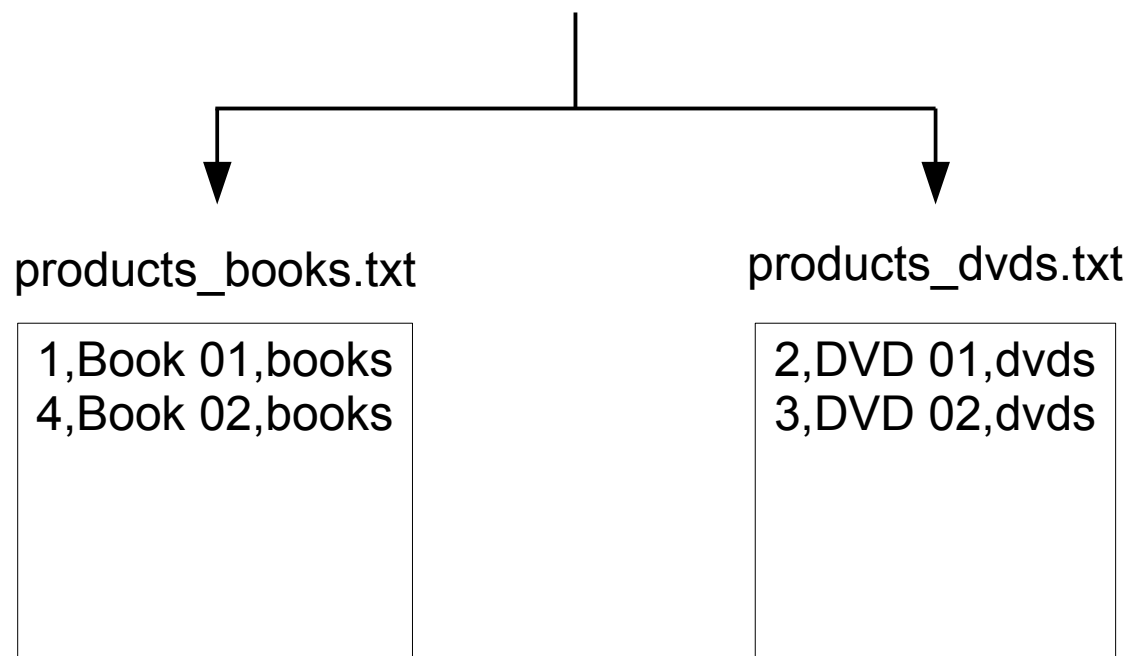 products_books.txt
1,Book 01,books
4,Book 02,books
products_dvds.txt
2,DVD 01,dvds
3,DVD 02,dvds